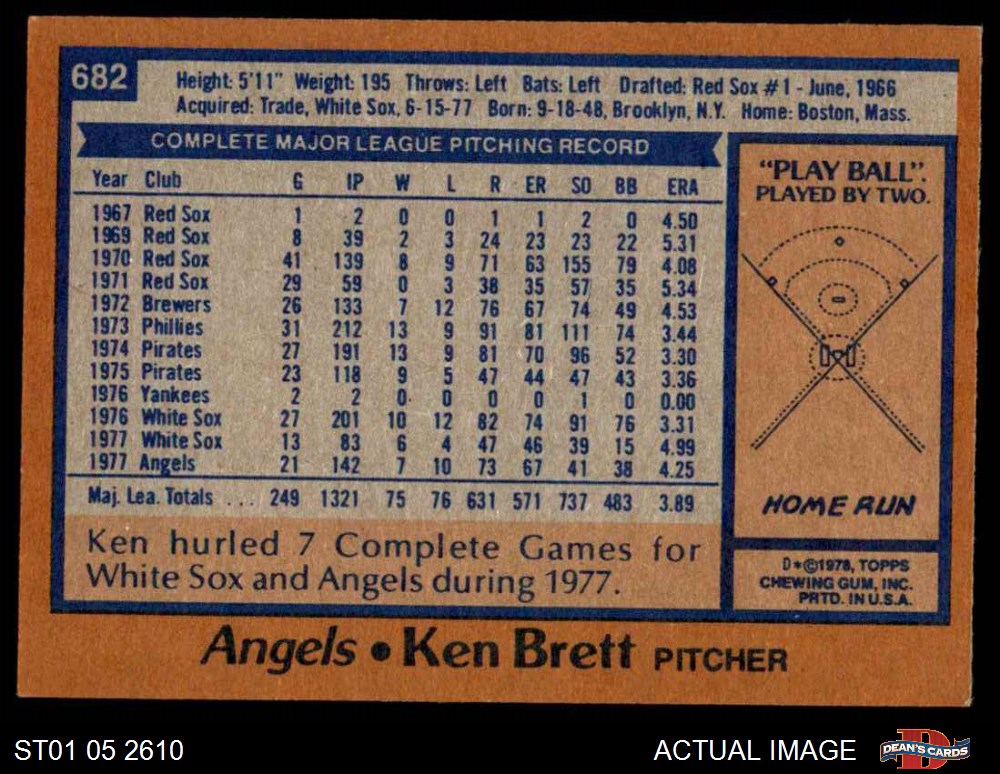 682
Height: 5'11" Weight: 195 Throws: Left Bats: Left Drafted: Red Sox #1 - June, 1966
Acquired: Trade, White Sox, 6-15-77 Born: 9-18-48, Brooklyn, N.Y. Home: Boston, Mass.
COMPLETE MAJOR LEAGUE PITCHING RECORD
Year Club G IP W L R ER SO BB ERA
1967 Red Sox 1 2 0 0 1 1 2 0 4.50
1969 Red Sox 8 39 2 3 24 23 23 22 5.31
1970 Red Sox 41 139 8 9 71 63 155 79 4.08
1971 Red Sox 29 59 0 3 38 35 57 35 5.34
1972 Brewers 26 133 7 12 76 67 74 49 4.53
1973 Phillies 31 212 13 9 91 81 111 74 3.44
1974 Pirates 27 191 13 9 81 70 96 52 3.30
1975 Pirates 23 118 9 5 47 44 47 43 3.36
1976 Yankees 2 2 0 0 0 0 1 0 0.00
1976 White Sox 27 201 10 12 82 74 91 76 3.31
1977 White Sox 13 83 6 4 47 46 39 15 4.99
1977 Angels 21 142 7 10 73 67 41 38 4.25
Maj. Lea. Totals ... 249 1321 75 76 631 571 737 483 3.89
Ken hurled 7 Complete Games for
White Sox and Angels during 1977.
"PLAY BALL".
PLAYED BY TWO.
HOME RUN
D*©1978, TOPPS
CHEWING GUM, INC.
PRTD. IN U.S.A.
Angels • Ken Brett PITCHER
ST01 05 2610
ACTUAL IMAGE
DEAN'S CARDS